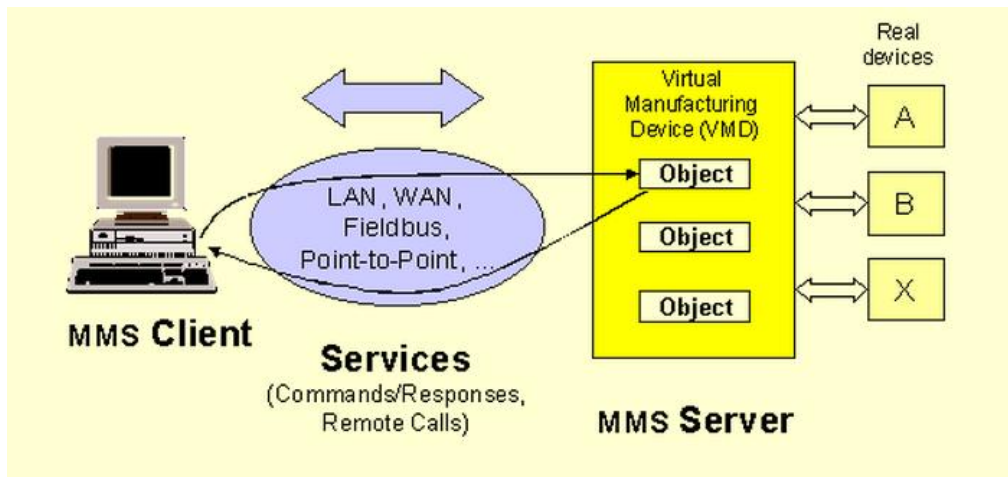 Real
devices
Virtual
Manufacturing
Device (VMD)
A
Object
LAN, WAN,
Fieldbus,
Point-to-Point, ...
B
Object
X
Object
MMS Client
Services
(Commands/Responses,
Remote Calls)
MMS Server